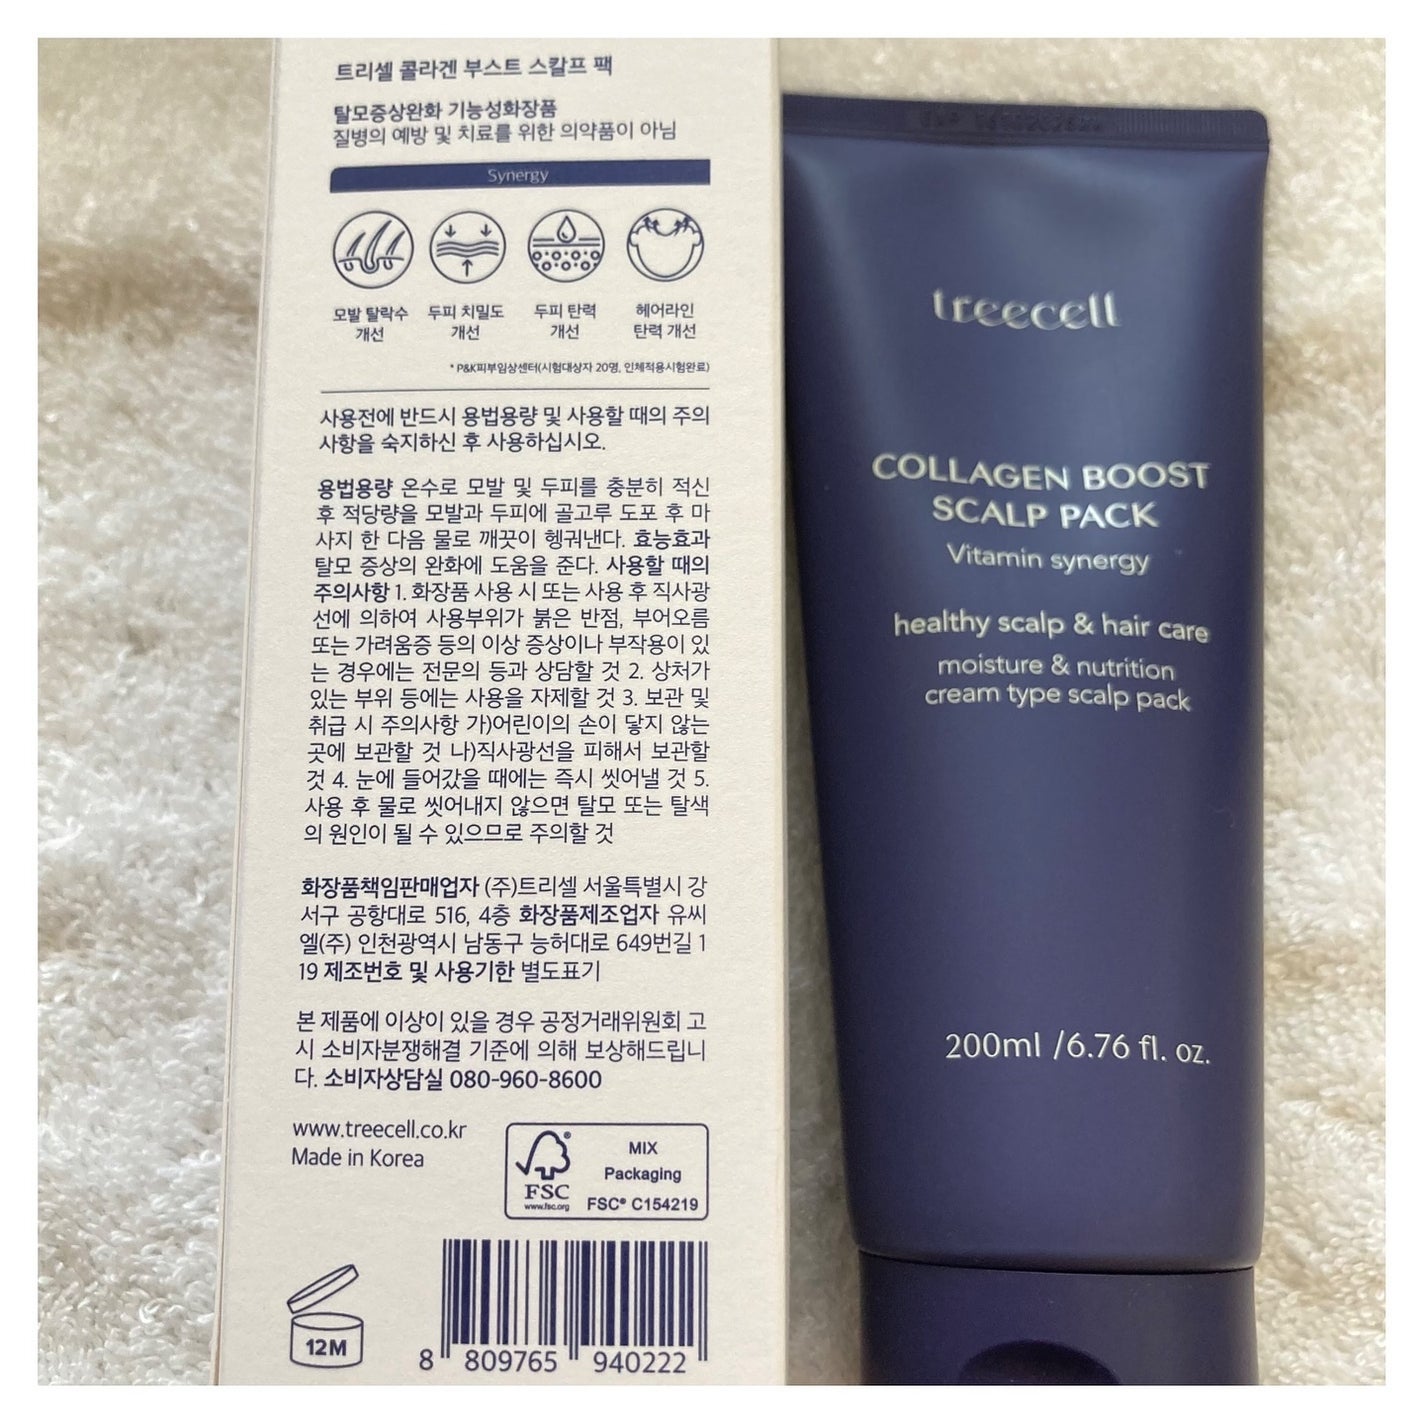 트리셀 콜라겐 부스트 스칼프 팩
탈모증상완화 기능성화장품
질병의 예방 및 치료를 위한 의약품이 아님
Synergy
모발 탈락수
개선
두피 치밀도
개선
두피 탄력
개선
헤어라인
탄력 개선
* P&K피부임상센터(시험대상자 20명, 인체적용시험완료)
사용전에 반드시 용법용량 및 사용할 때의 주의
사항을 숙지하신 후 사용하십시오.
용법용량 온수로 모발 및 두피를 충분히 적신
후 적당량을 모발과 두피에 골고루 도포 후 마
사지 한 다음 물로 깨끗이 헹궈낸다. 효능효과
탈모 증상의 완화에 도움을 준다. 사용할 때의
주의사항 1. 화장품 사용 시 또는 사용 후 직사광
선에 의하여 사용부위가 붉은 반점, 부어오름
또는 가려움증 등의 이상 증상이나 부작용이 있
는 경우에는 전문의 등과 상담할 것 2. 상처가
있는 부위 등에는 사용을 자제할 것 3. 보관 및
취급 시 주의사항 가)어린이의 손이 닿지 않는
곳에 보관할 것 나)직사광선을 피해서 보관할
것 4. 눈에 들어갔을 때에는 즉시 씻어낼 것 5.
사용 후 물로 씻어내지 않으면 탈모 또는 탈색
의 원인이 될 수 있으므로 주의할 것
화장품책임판매업자 (주)트리셀 서울특별시 강
서구 공항대로 516, 4층 화장품제조업자 유씨
엘(주) 인천광역시 남동구 능허대로 649번길 1
19 제조번호 및 사용기한 별도표기
본 제품에 이상이 있을 경우 공정거래위원회 고
시 소비자분쟁해결 기준에 의해 보상해드립니
다. 소비자상담실 080-960-8600
www.treecell.co.kr
Made in Korea
FSC
www.fsc.org
MIX
Packaging
FSC® C154219
12M
8 809765 940222
treecell
COLLAGEN BOOST
SCALP PACK
Vitamin synergy
healthy scalp & hair care
moisture & nutrition
cream type scalp pack
200ml /6.76 fl. oz.